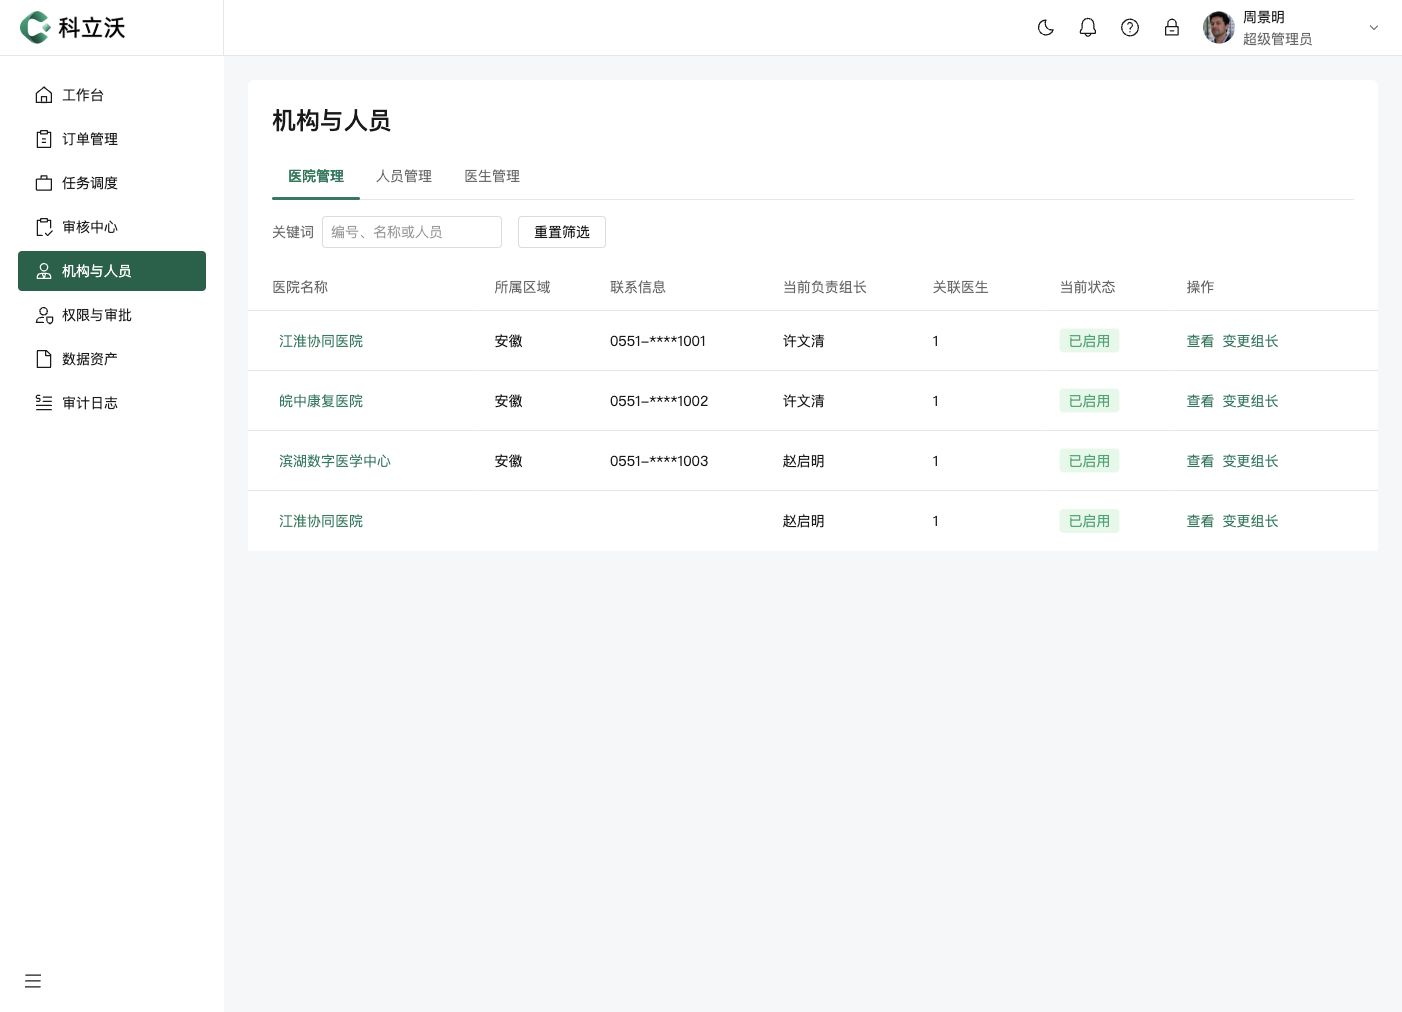 科立沃
周景明
超级管理员
工作台
订单管理
任务调度
审核中心
机构与人员
权限与审批
数据资产
审计日志
机构与人员
医院管理 人员管理 医生管理
关键词 编号、名称或人员 重置筛选
医院名称 所属区域 联系信息 当前负责组长 关联医生 当前状态 操作
江淮协同医院 安徽 0551-****1001 许文清 1 已启用 查看 变更组长
皖中康复医院 安徽 0551-****1002 许文清 1 已启用 查看 变更组长
滨湖数字医学中心 安徽 0551-****1003 赵启明 1 已启用 查看 变更组长
江淮协同医院 赵启明 1 已启用 查看 变更组长